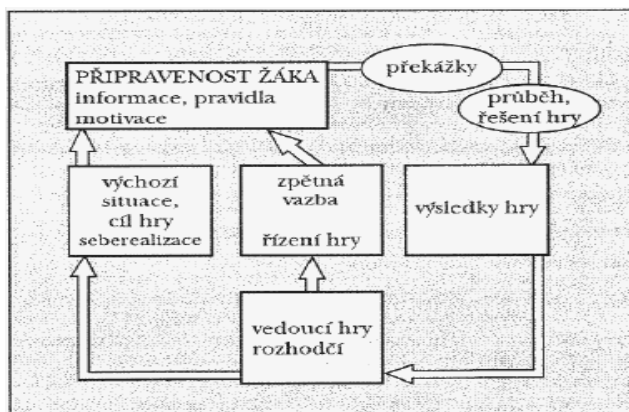 PŘIPRAVENOST ŽÁKA
informace, pravidla
motivace
překážky
průběh,
řešení hry
výchozí
situace,
cíl hry
seberealizace
zpětná
vazba
řízení hry
výsledky hry
vedoucí hry
rozhodčí